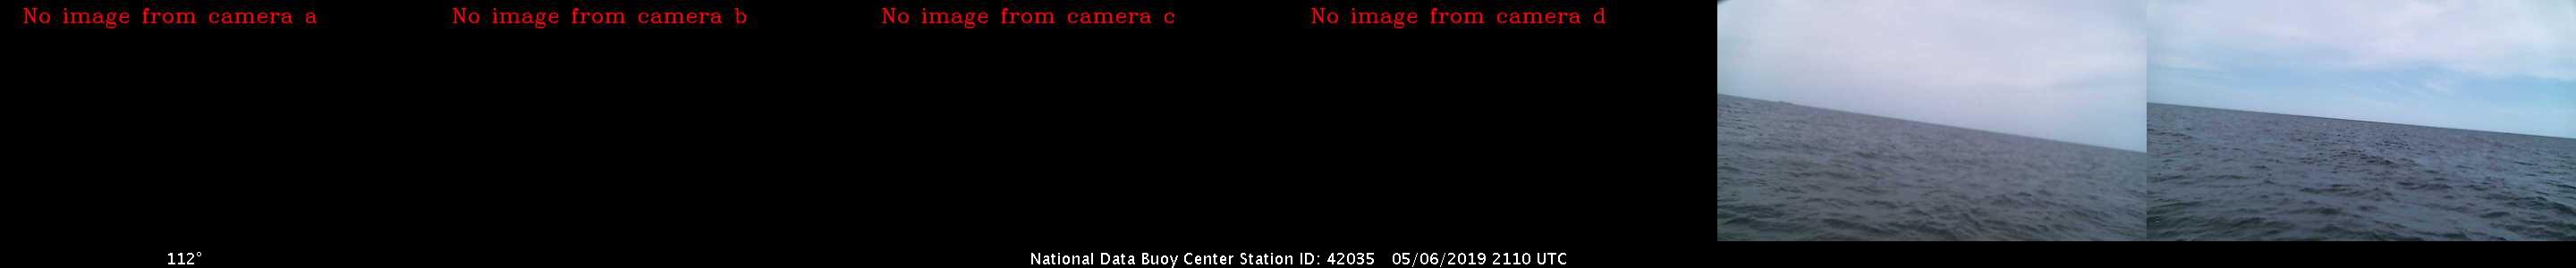 No image from camera a
No image from camera b
No image from camera c
No image from camera d
112°
National Data Buoy Center Station ID: 42035 05/06/2019 2110 UTC